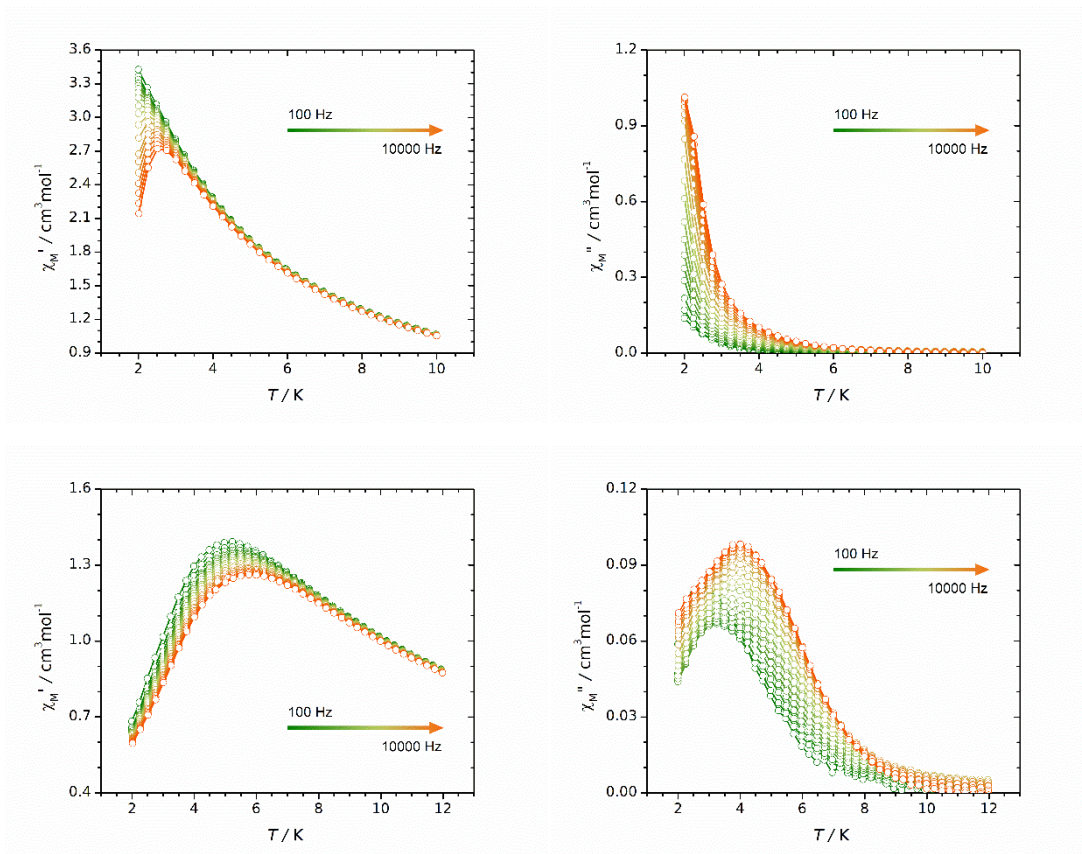 3.6
3.3
3.0
2.7
2.4
2.1
1.8
1.5
1.2
0.9
χM' / cm3mol-1
100 Hz
10000 Hz
2 4 6 8 10
T / K
1.2
0.9
0.6
0.3
0.0
χM'' / cm3mol-1
100 Hz
10000 Hz
2 4 6 8 10
T / K
1.6
1.3
1.0
0.7
0.4
χM' / cm3mol-1
100 Hz
10000 Hz
2 4 6 8 10 12
T / K
0.12
0.09
0.06
0.03
0.00
χM'' / cm3mol-1
100 Hz
10000 Hz
2 4 6 8 10 12
T / K